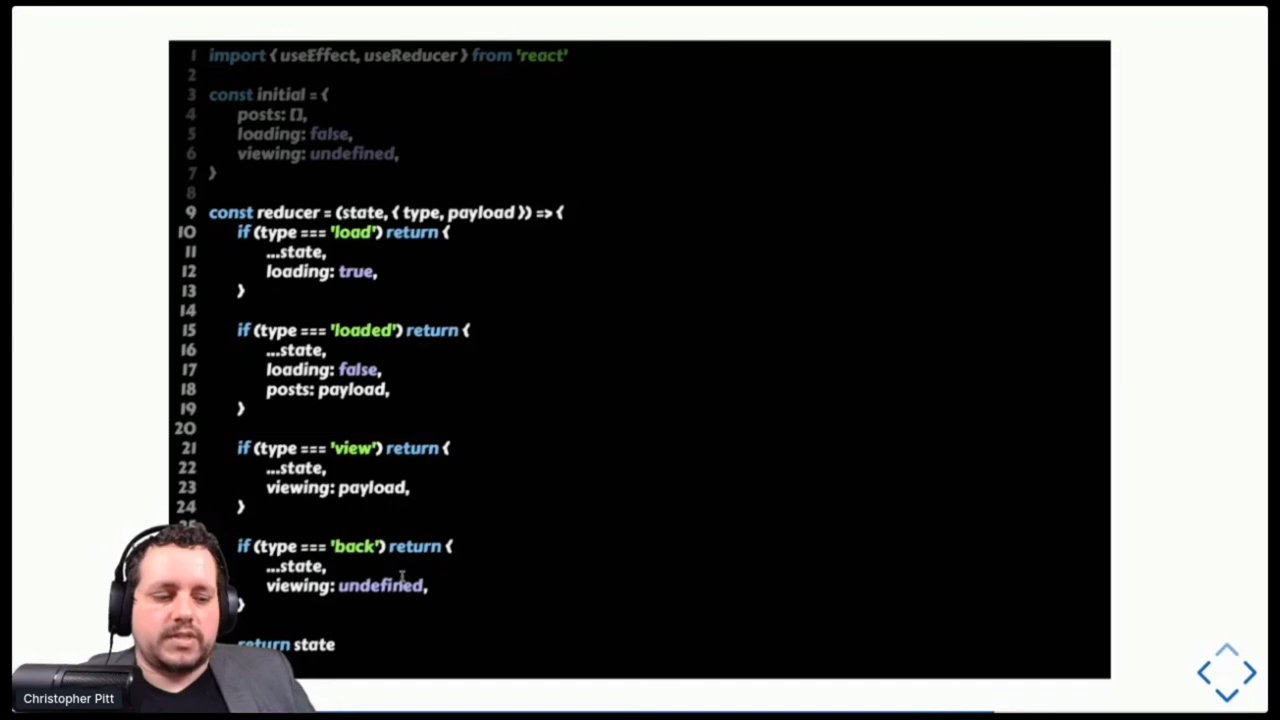 1 import { useEffect, useReducer } from 'react'
2
3 const initial = {
4 posts: [],
5 loading: false,
6 viewing: undefined,
7 }
8
9 const reducer = (state, { type, payload }) => {
10 if (type === 'load') return {
11 ...state,
12 loading: true,
13 }
14
15 if (type === 'loaded') return {
16 ...state,
17 loading: false,
18 posts: payload,
19 }
20
21 if (type === 'view') return {
22 ...state,
23 viewing: payload,
24 }
25
if (type === 'back') return {
...state,
viewing: undefined,
}
return state
Christopher Pitt